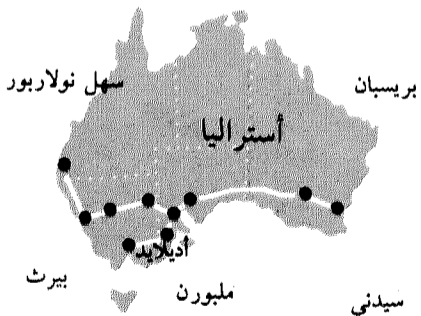 سهل نولاربور
بريسبان
أستراليا
أديلايد
بيرث
ملبورن
سيدني